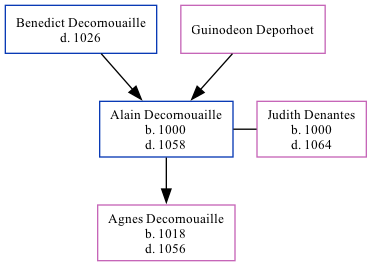 Benedict Decornouaille
d. 1026
Guinodeon Deporhoet
Alain Decornouaille
b. 1000
d. 1058
Judith Denantes
b. 1000
d. 1064
Agnes Decornouaille
b. 1018
d. 1056